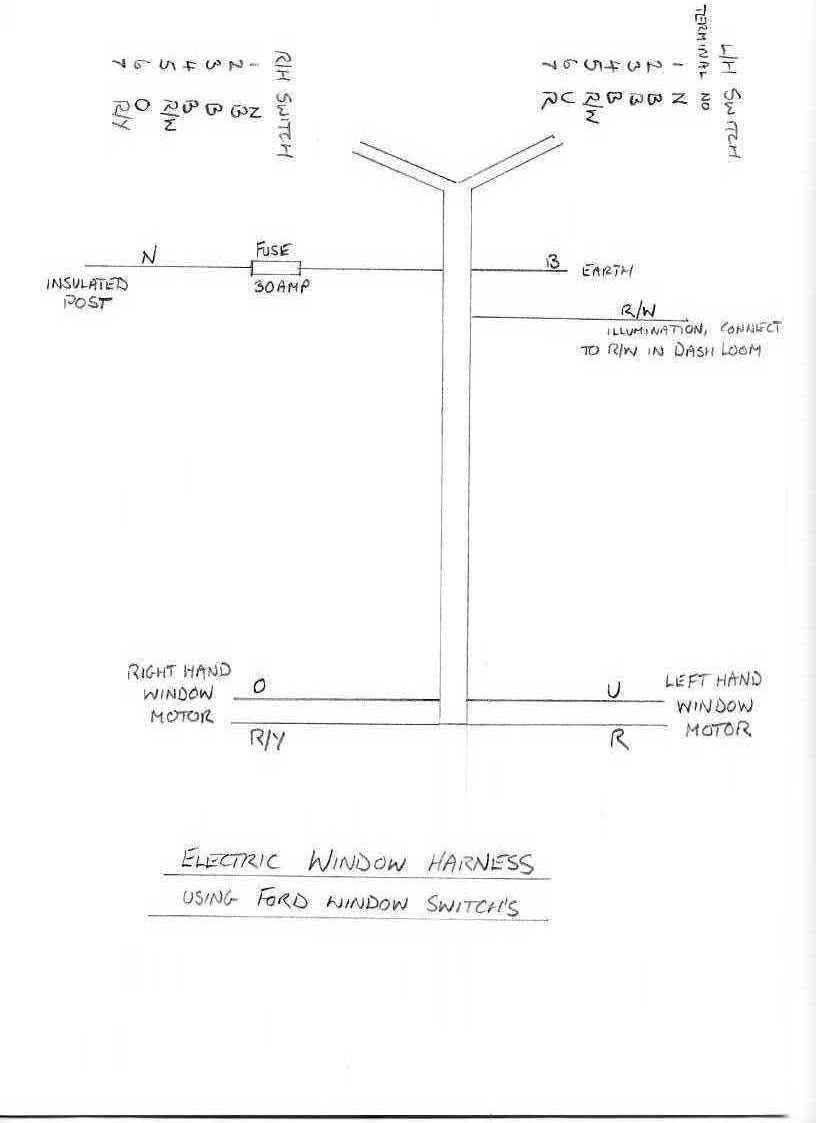 L/H SWITCH
TERMINAL NO
1 N
2 B
3 B
4 B
5 R/W
6 U
7 R
R/H SWITCH
1 N
2 B
3 B
4 B
5 R/W
6 O
7 R/Y
N
FUSE
30AMP
INSULATED
POST
B
EARTH
R/W
ILLUMINATION, CONNECT
TO R/W IN DASH LOOM
RIGHT HAND
WINDOW
MOTOR
O
R/Y
U
R
LEFT HAND
WINDOW
MOTOR
ELECTRIC WINDOW HARNESS
USING FORD WINDOW SWITCH'S